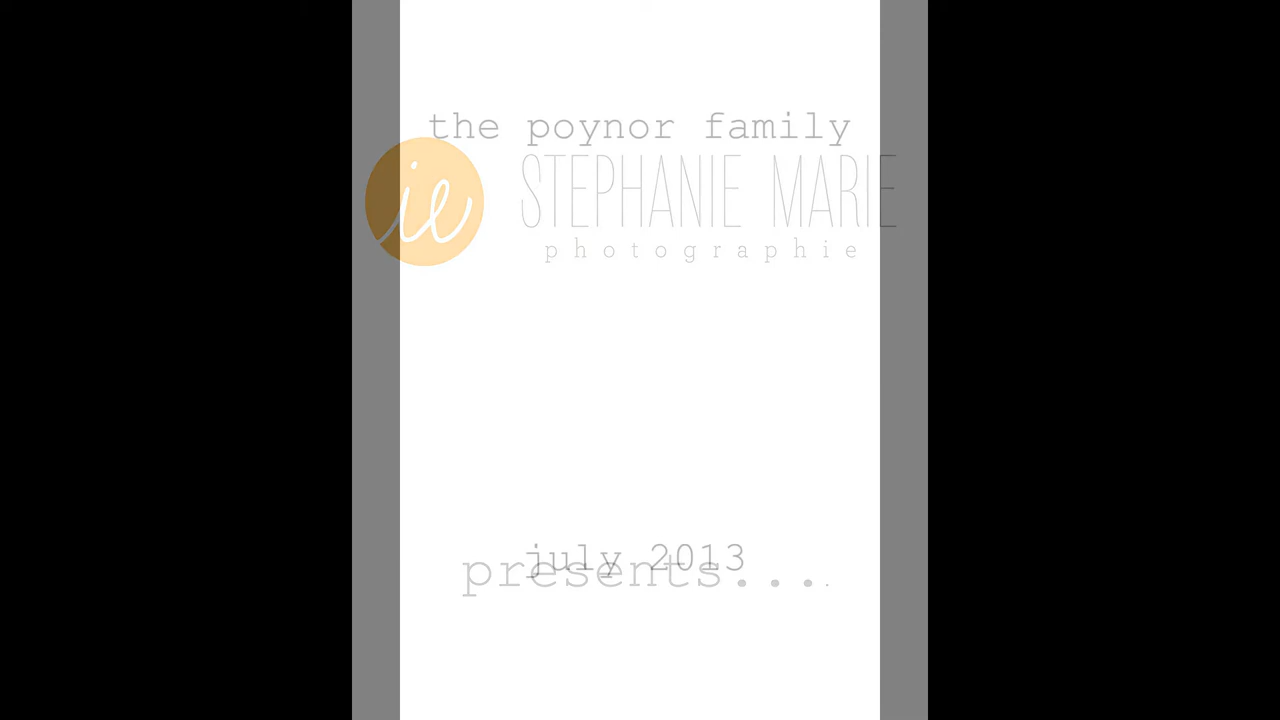 the poynor family
ie
STEPHANIE MARIE
photographie
july 2013
presents....